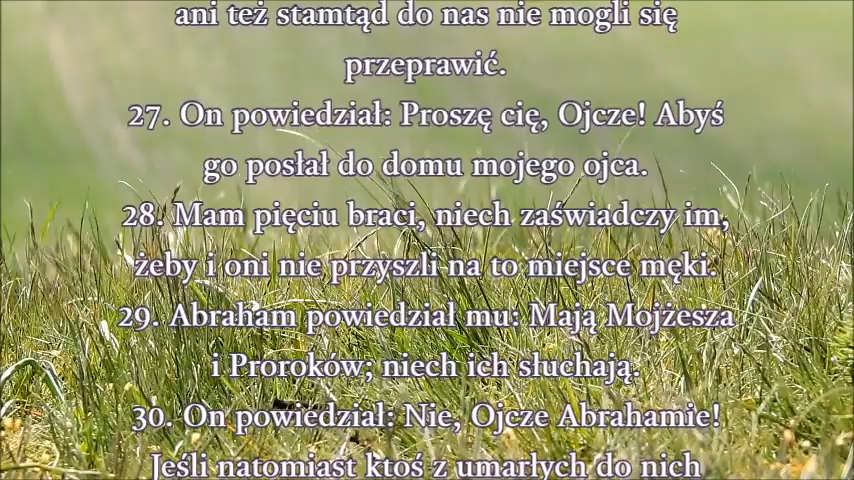 ani też stamtąd do nas nie mogli się
przeprawić.
27. On powiedział: Proszę cię, Ojcze! Abyś
go posłał do domu mojego ojca.
28. Mam pięciu braci, niech zaświadczy im,
żeby i oni nie przyszli na to miejsce męki.
29. Abraham powiedział mu: Mają Mojżesza
i Proroków; niech ich słuchają.
30. On powiedział: Nie, Ojcze Abrahamie!
Jeśli natomiast ktoś z umarłych do nich